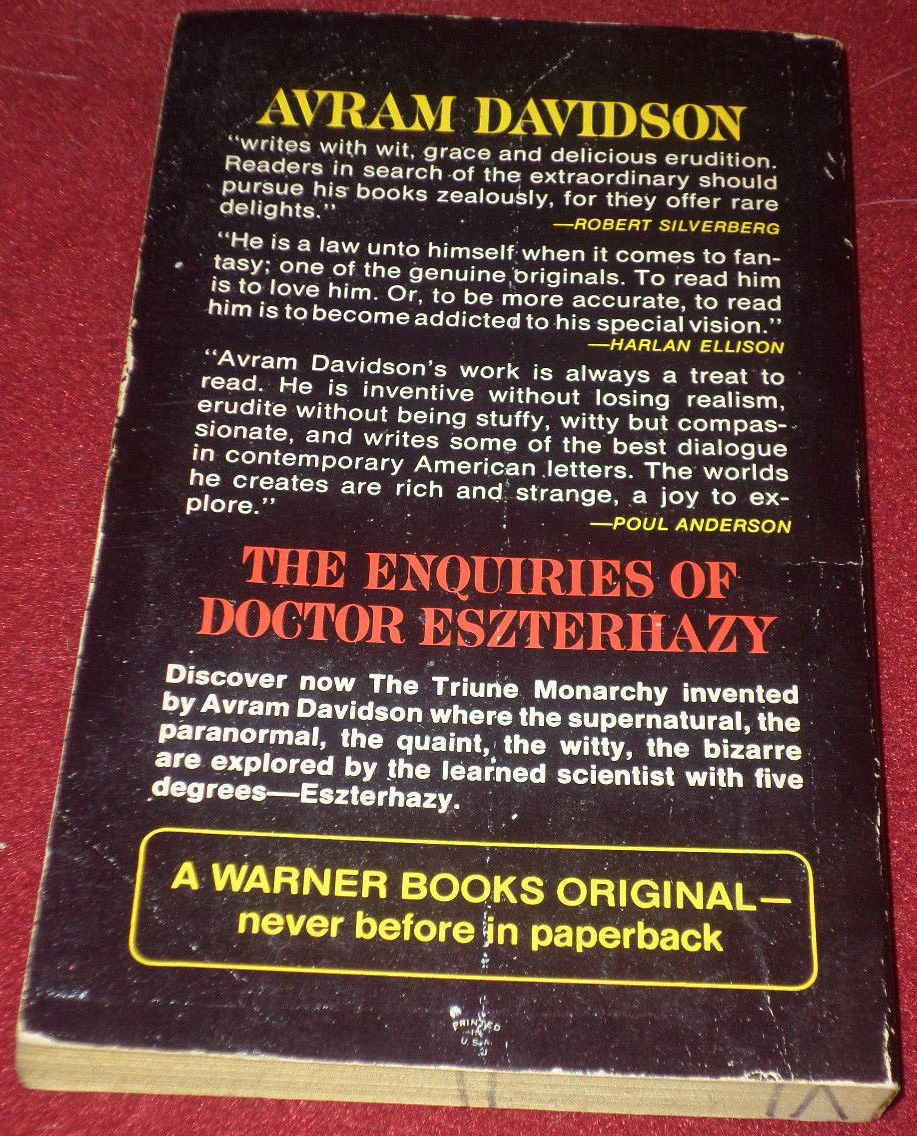 AVRAM DAVIDSON
“writes with wit, grace and delicious erudition.
Readers in search of the extraordinary should
pursue his books zealously, for they offer rare
delights.”
—ROBERT SILVERBERG
“He is a law unto himself when it comes to fan-
tasy; one of the genuine originals. To read him
is to love him. Or, to be more accurate, to read
him is to become addicted to his special vision.”
—HARLAN ELLISON
“Avram Davidson’s work is always a treat to
read. He is inventive without losing realism,
erudite without being stuffy, witty but compas-
sionate, and writes some of the best dialogue
in contemporary American letters. The worlds
he creates are rich and strange, a joy to ex-
plore.”
—POUL ANDERSON
THE ENQUIRIES OF
DOCTOR ESZTERHAZY
Discover now The Triune Monarchy invented
by Avram Davidson where the supernatural, the
paranormal, the quaint, the witty, the bizarre
are explored by the learned scientist with five
degrees—Eszterhazy.
A WARNER BOOKS ORIGINAL—
never before in paperback
PRINTED
IN
U.S.A.